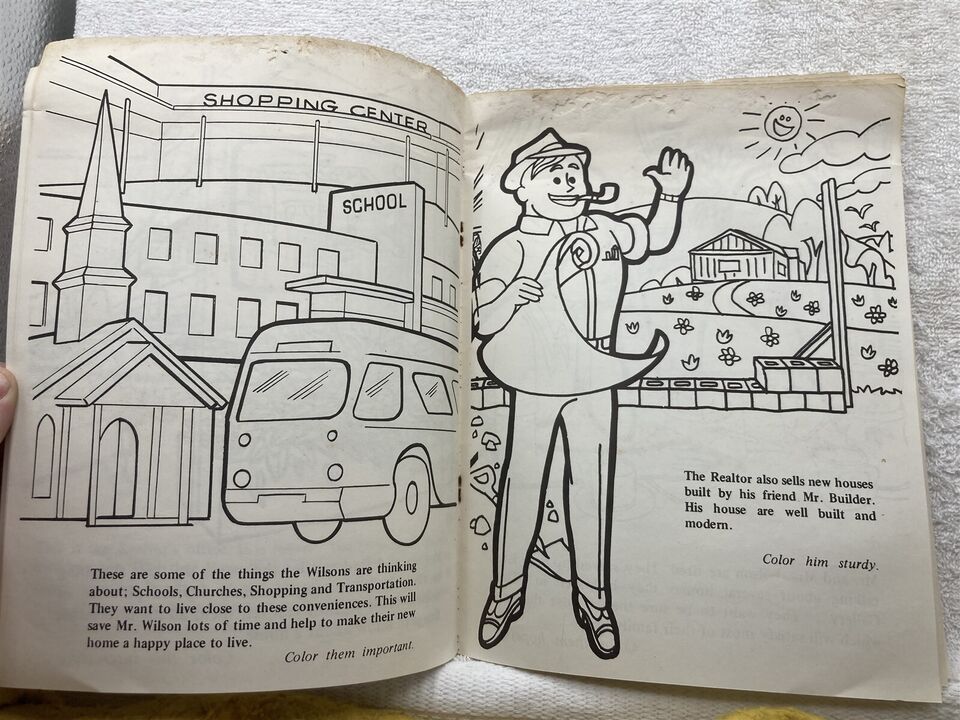 SHOPPING CENTER
SCHOOL
These are some of the things the Wilsons are thinking
about; Schools, Churches, Shopping and Transportation.
They want to live close to these conveniences. This will
save Mr. Wilson lots of time and help to make their new
home a happy place to live.
Color them important.
The Realtor also sells new houses
built by his friend Mr. Builder.
His house are well built and
modern.
Color him sturdy.